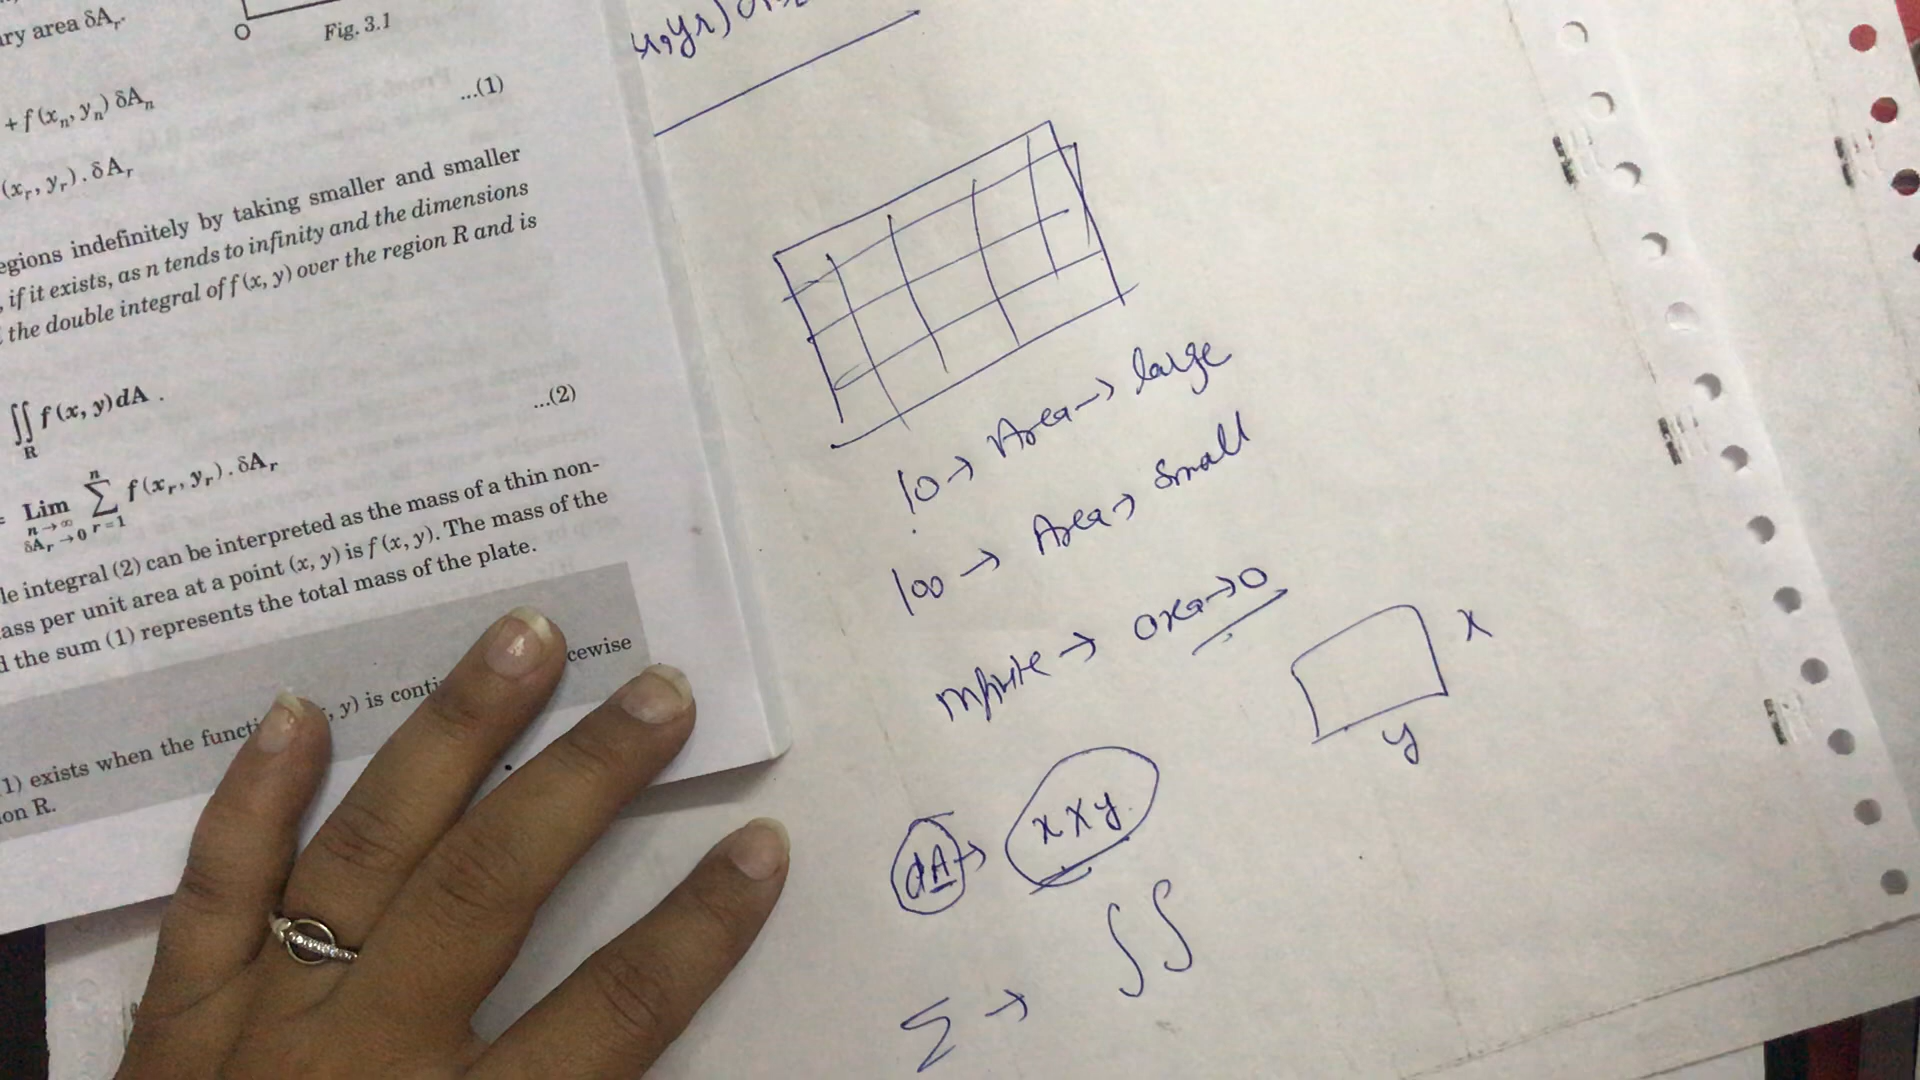 ry area δAᵣ.
O
Fig. 3.1
+ f (xₙ, yₙ) δAₙ
...(1)
(xᵣ, yᵣ) . δAᵣ
egions indefinitely by taking smaller and smaller
, if it exists, as n tends to infinity and the dimensions
the double integral of f (x, y) over the region R and is
∬ f (x, y) dA .
R
...(2)
= Lim ∑ f (xᵣ, yᵣ) . δAᵣ
n
n→∞ r = 1
δAᵣ → 0
le integral (2) can be interpreted as the mass of a thin non-
ass per unit area at a point (x, y) is f (x, y). The mass of the
d the sum (1) represents the total mass of the plate.
1) exists when the functi , y) is conti cewise
on R.
10 → Area → large
100 → Area → Small
infinite → → 0
x
y
dA → x × y
Σ → ∫∫